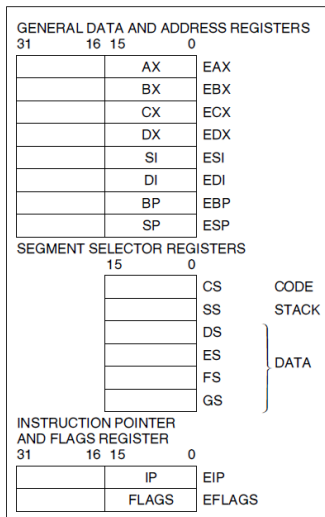 GENERAL DATA AND ADDRESS REGISTERS
31 16 15 0
AX EAX
BX EBX
CX ECX
DX EDX
SI ESI
DI EDI
BP EBP
SP ESP
SEGMENT SELECTOR REGISTERS
15 0
CS CODE
SS STACK
DS
ES
DATA
FS
GS
INSTRUCTION POINTER
AND FLAGS REGISTER
31 16 15 0
IP EIP
FLAGS EFLAGS